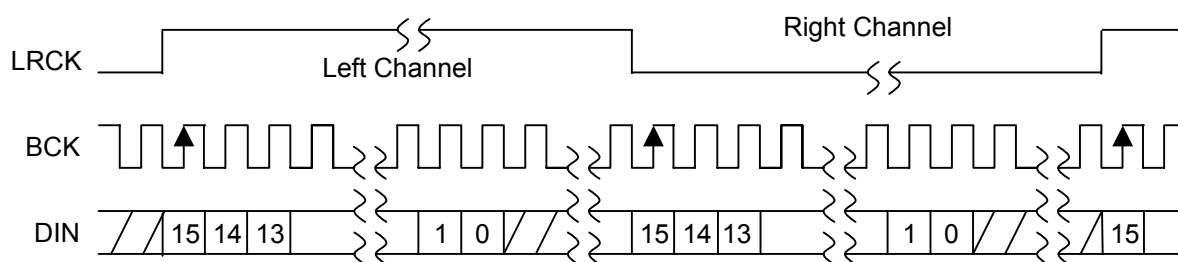 Right Channel
LRCK
Left Channel
BCK
DIN 15 14 13 1 0 15 14 13 1 0 15